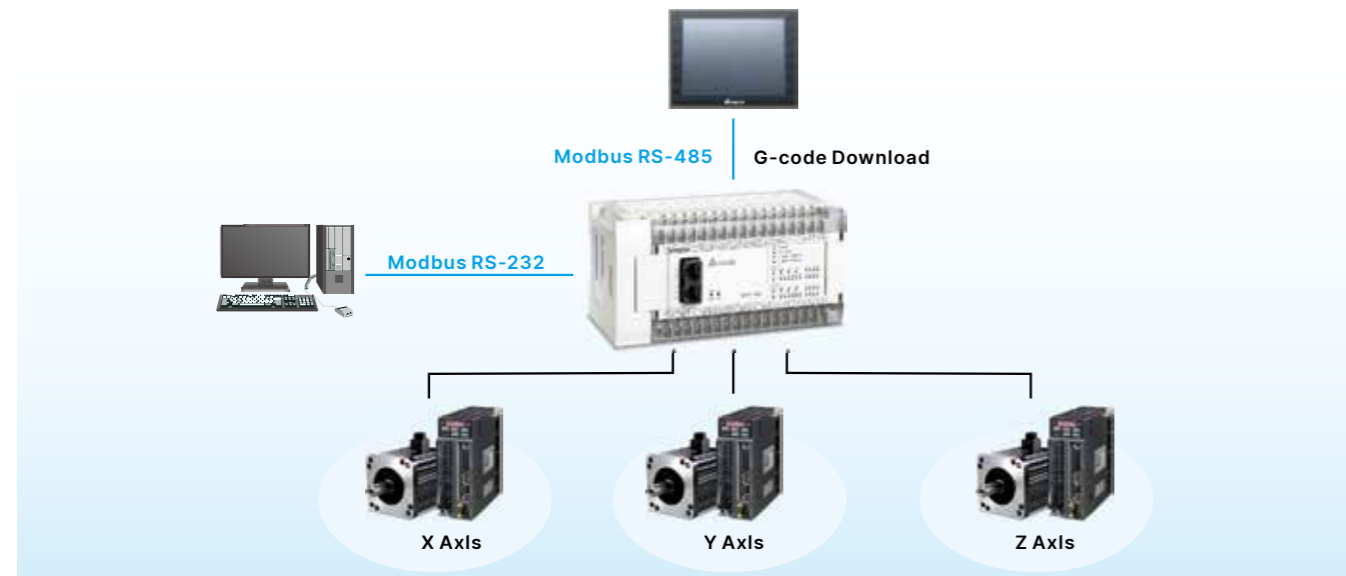 Modbus RS-485
G-code Download
Modbus RS-232
X AxIs
Y AxIs
Z AxIs